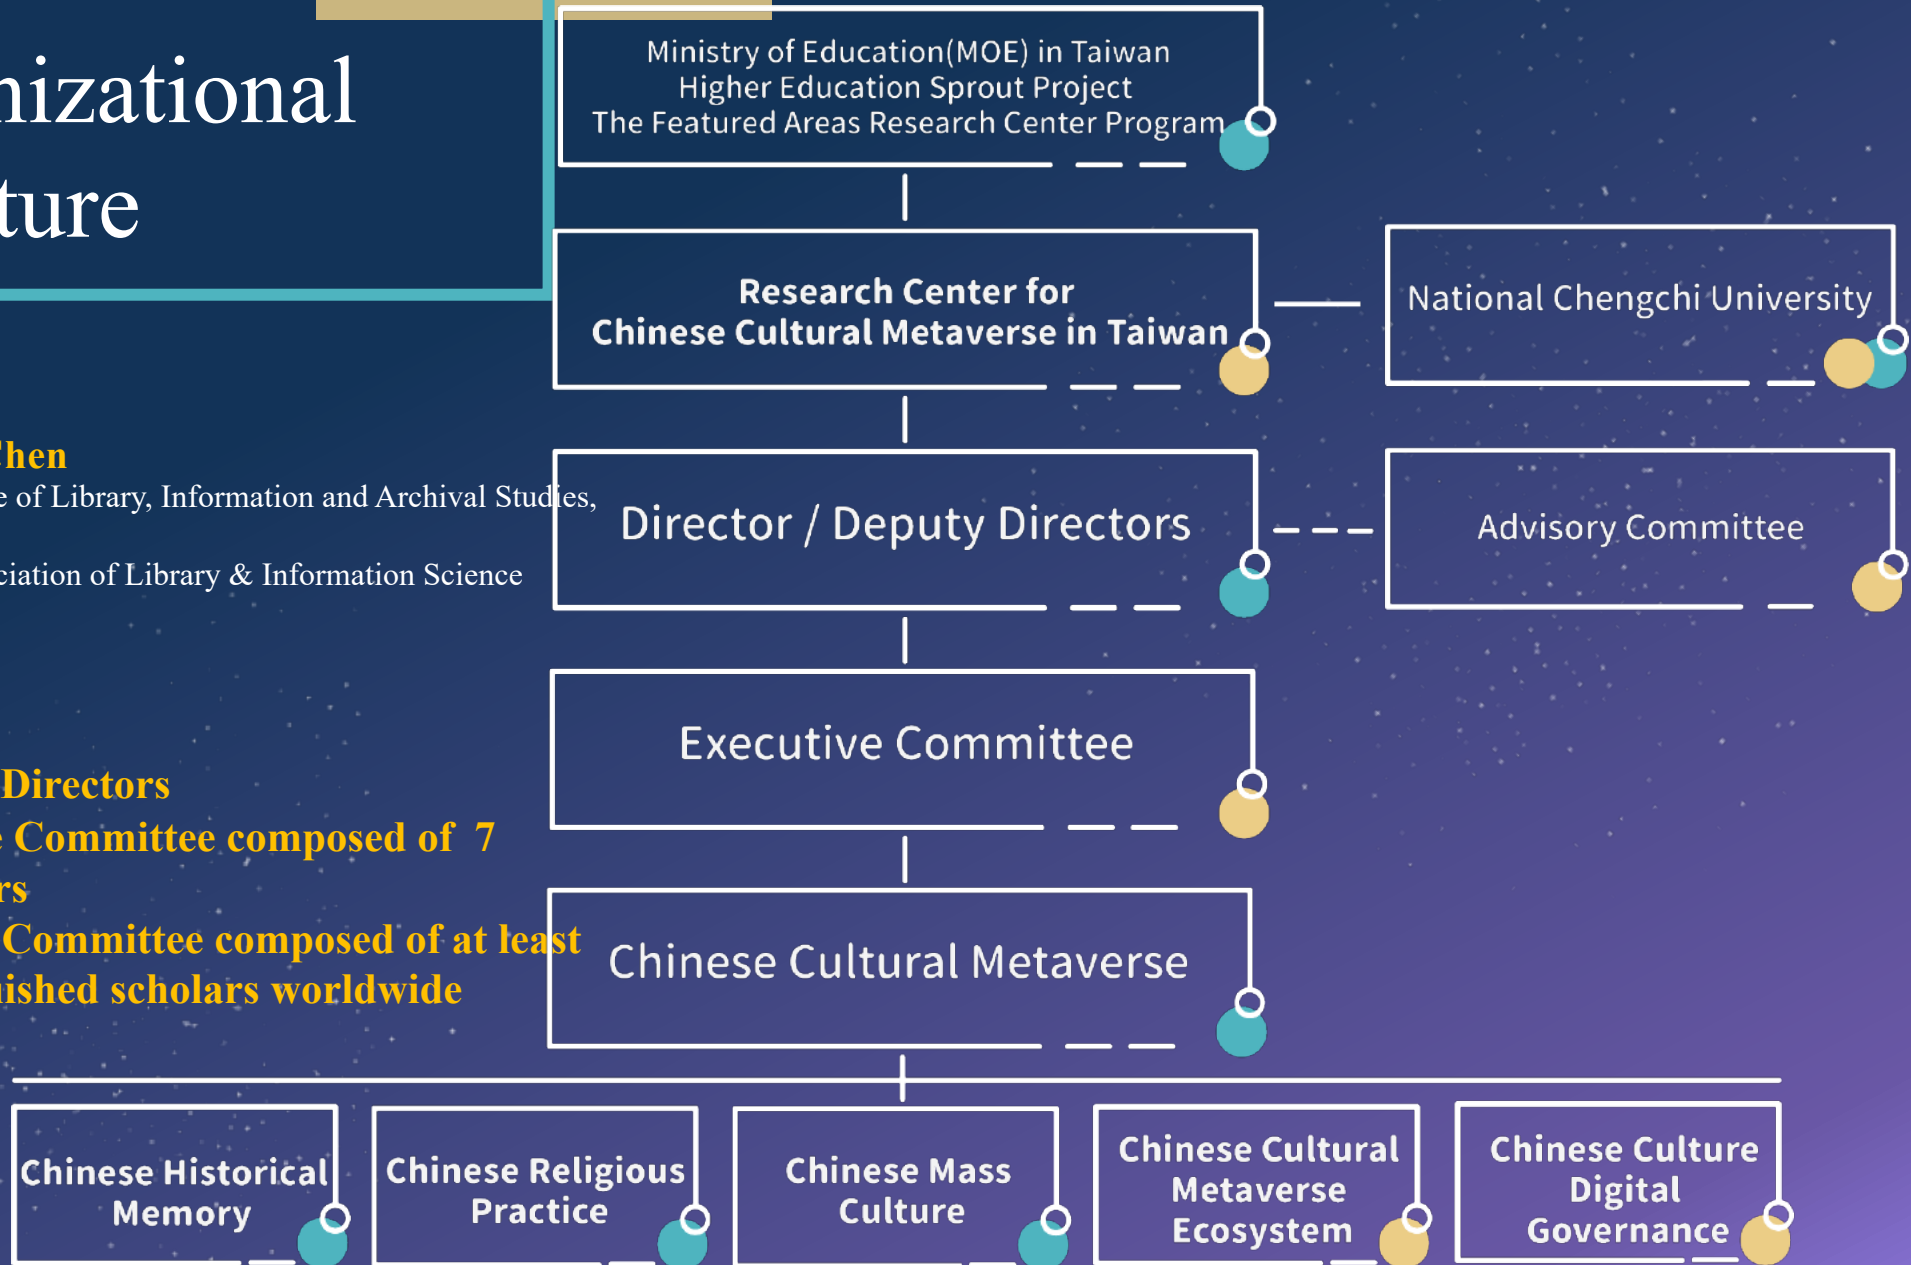 nizational
ture
Chen
e of Library, Information and Archival Studies,
ciation of Library & Information Science
Directors
e Committee composed of 7
rs
Committee composed of at least
uished scholars worldwide
Ministry of Education(MOE) in Taiwan
Higher Education Sprout Project
The Featured Areas Research Center Program
Research Center for
Chinese Cultural Metaverse in Taiwan
National Chengchi University
Director / Deputy Directors
Advisory Committee
Executive Committee
Chinese Cultural Metaverse
Chinese Historical
Memory
Chinese Religious
Practice
Chinese Mass
Culture
Chinese Cultural
Metaverse
Ecosystem
Chinese Culture
Digital
Governance